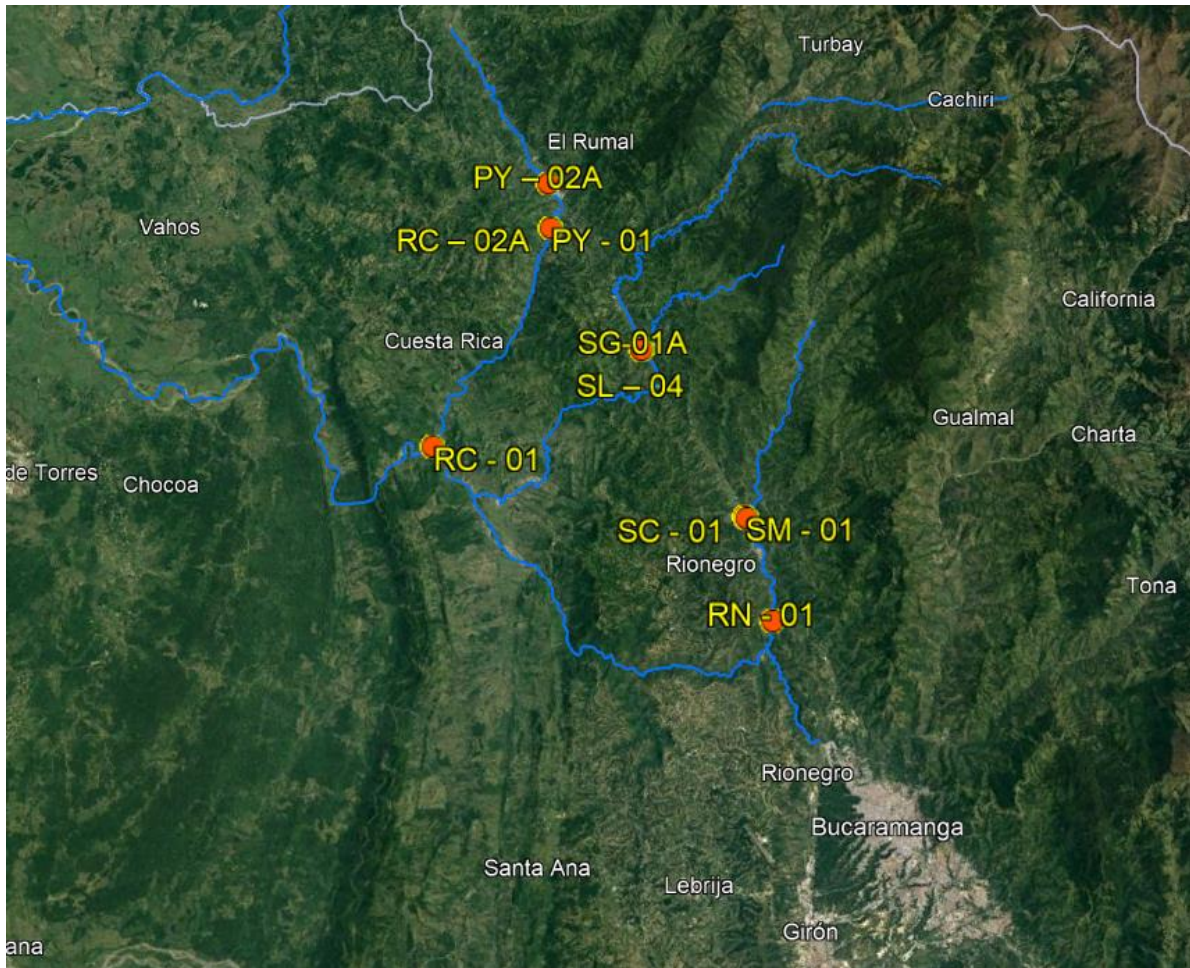 Turbay
Cachiri
El Rumal
PY – 02A
Vahos
RC – 02A
PY - 01
California
Cuesta Rica
SG-01A
SL – 04
Gualmal
Charta
RC - 01
de Torres
Chocoa
SC - 01
SM - 01
Rionegro
Tona
RN - 01
Rionegro
Bucaramanga
Santa Ana
Lebrija
Girón
ana